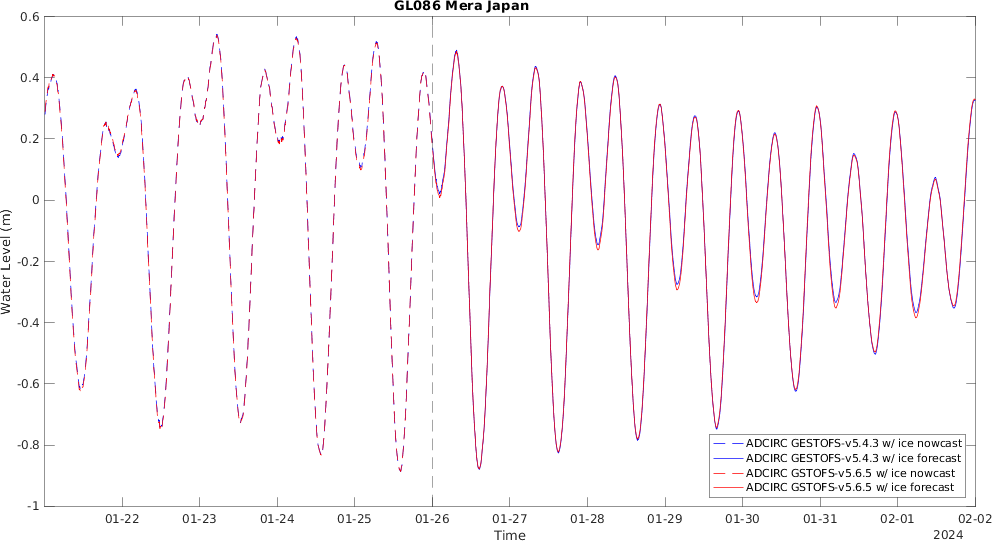 GL086 Mera Japan
0.6
0.4
0.2
0
-0.2
-0.4
-0.6
-0.8
-1
Water Level (m)
ADCIRC GESTOFS-v5.4.3 w/ ice nowcast
ADCIRC GESTOFS-v5.4.3 w/ ice forecast
ADCIRC GSTOFS-v5.6.5 w/ ice nowcast
ADCIRC GSTOFS-v5.6.5 w/ ice forecast
01-22 01-23 01-24 01-25 01-26 01-27 01-28 01-29 01-30 01-31 02-01 02-02
Time
2024